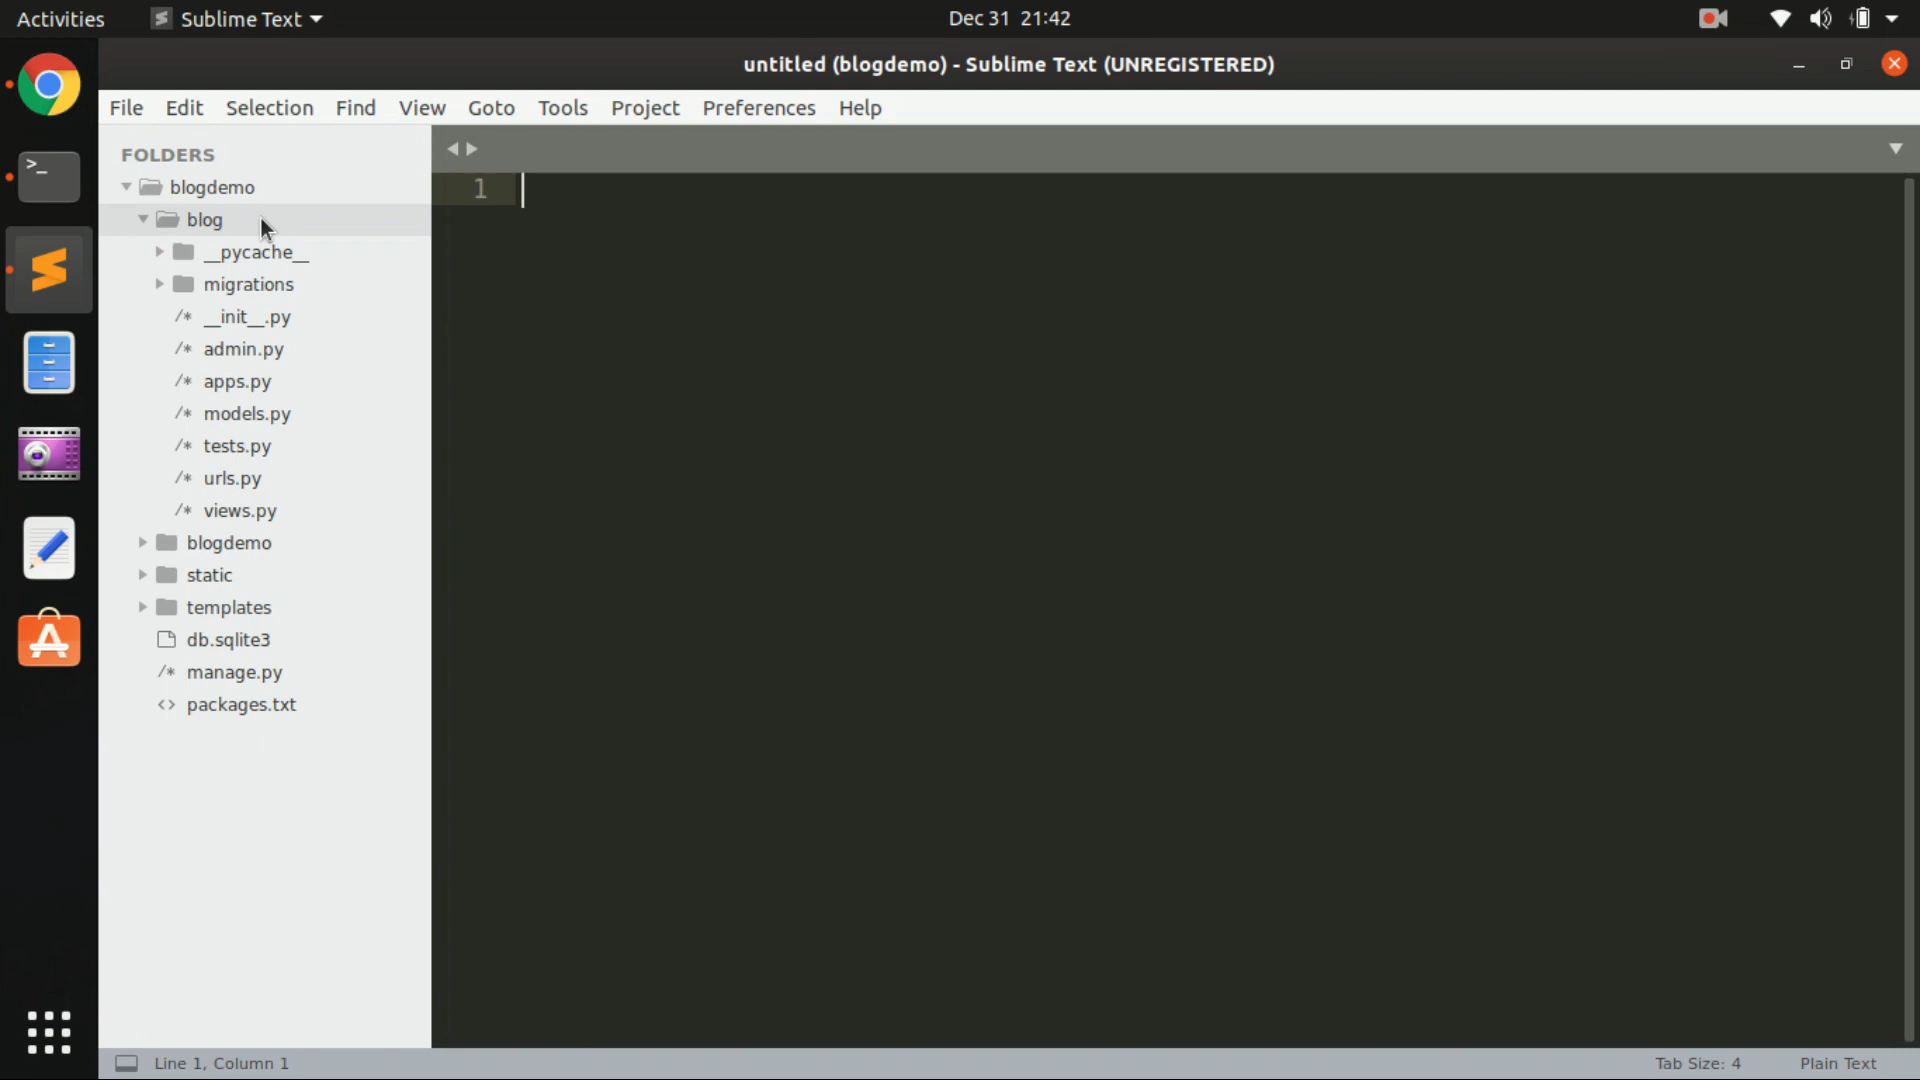 Activities Sublime Text Dec 31 21:42
untitled (blogdemo) - Sublime Text (UNREGISTERED)
File Edit Selection Find View Goto Tools Project Preferences Help
FOLDERS
blogdemo
1
blog
__pycache__
migrations
/* __init__.py
/* admin.py
/* apps.py
/* models.py
/* tests.py
/* urls.py
/* views.py
blogdemo
static
templates
db.sqlite3
/* manage.py
<> packages.txt
Line 1, Column 1 Tab Size: 4 Plain Text